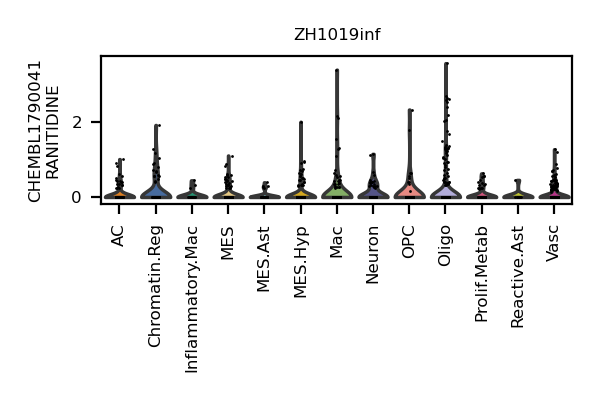 ZH1019inf
CHEMBL1790041
RANITIDINE
2
0
AC
Chromatin.Reg
Inflammatory.Mac
MES
MES.Ast
MES.Hyp
Mac
Neuron
OPC
Oligo
Prolif.Metab
Reactive.Ast
Vasc